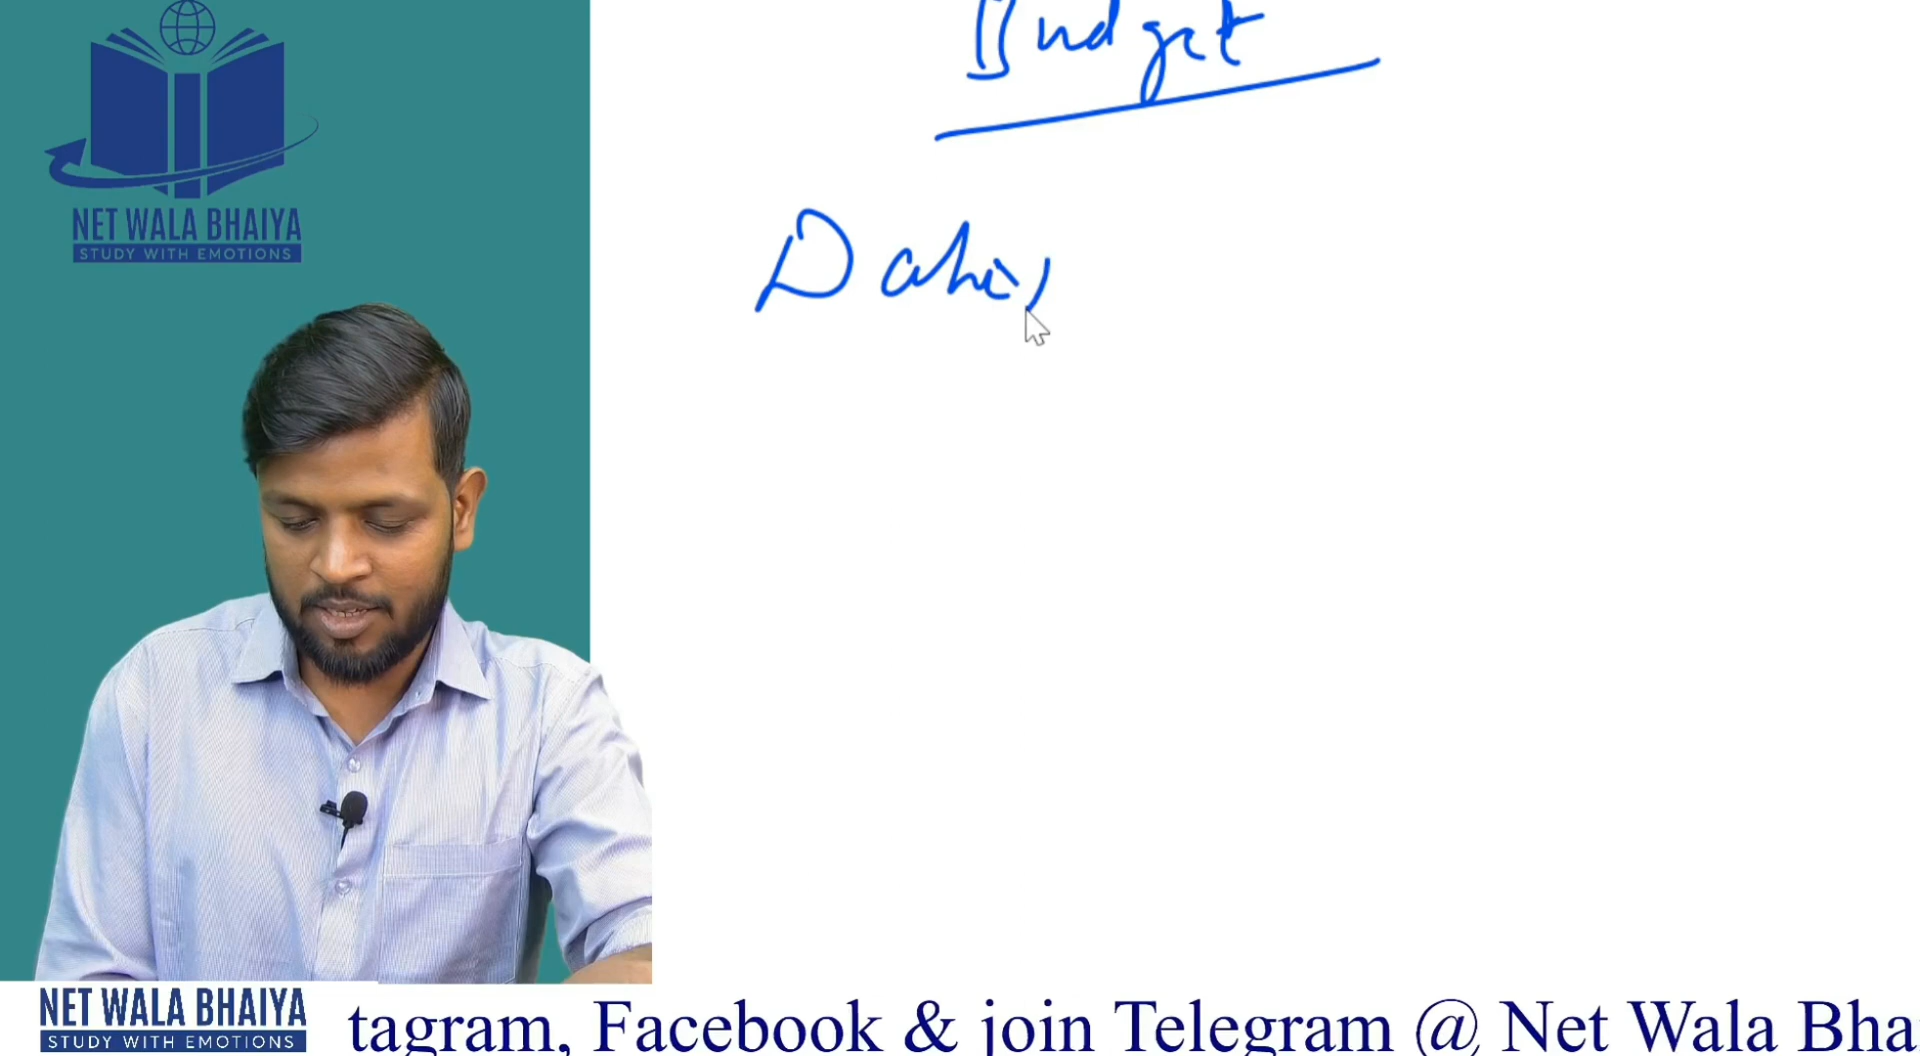 Budget
NET WALA BHAIYA
STUDY WITH EMOTIONS
NET WALA BHAIYA
STUDY WITH EMOTIONS
tagram, Facebook & join Telegram @ Net Wala Bha